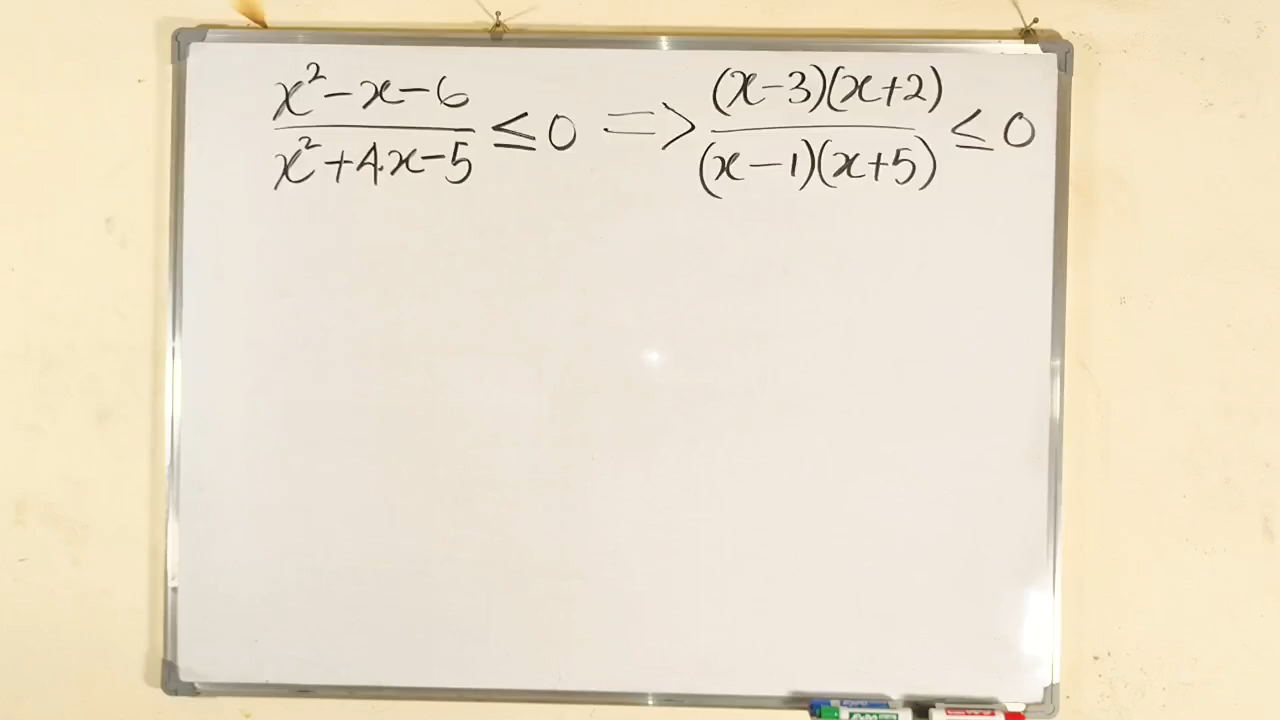 x²-x-6/x²+4x-5 ≤ 0 => (x-3)(x+2)/(x-1)(x+5) ≤ 0